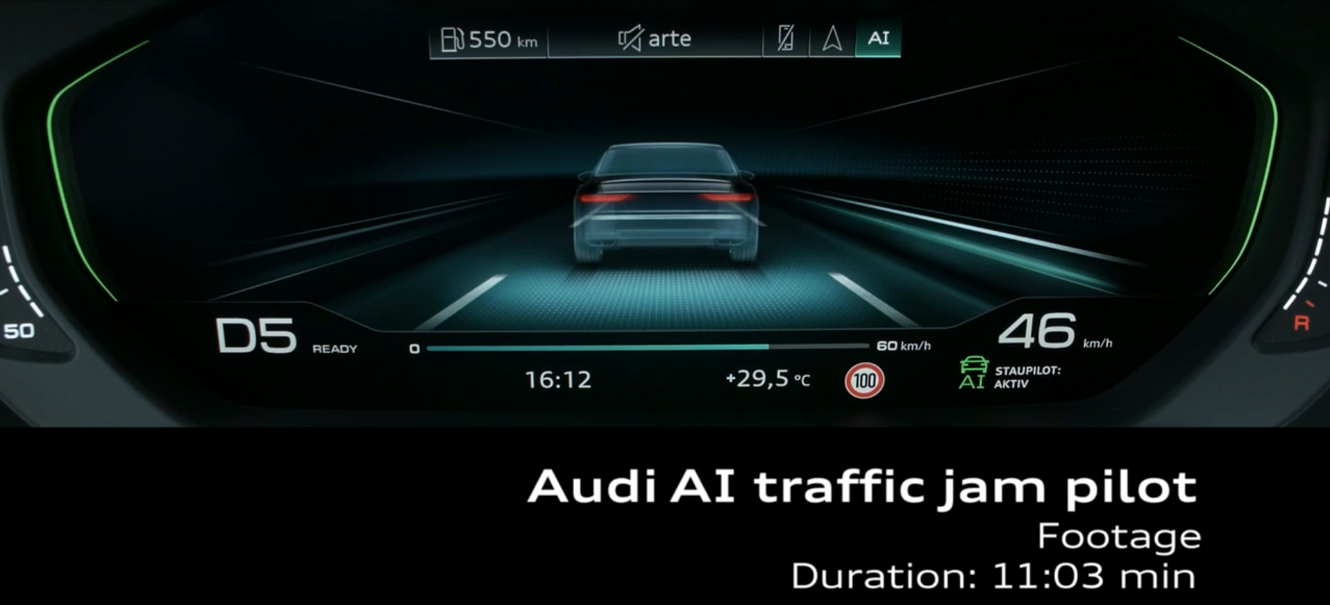 550 km arte AI
50
D5 READY
0 60 km/h
46 km/h
16:12 +29,5 °C 100
AI STAUPILOT:
AKTIV
R
Audi AI traffic jam pilot
Footage
Duration: 11:03 min